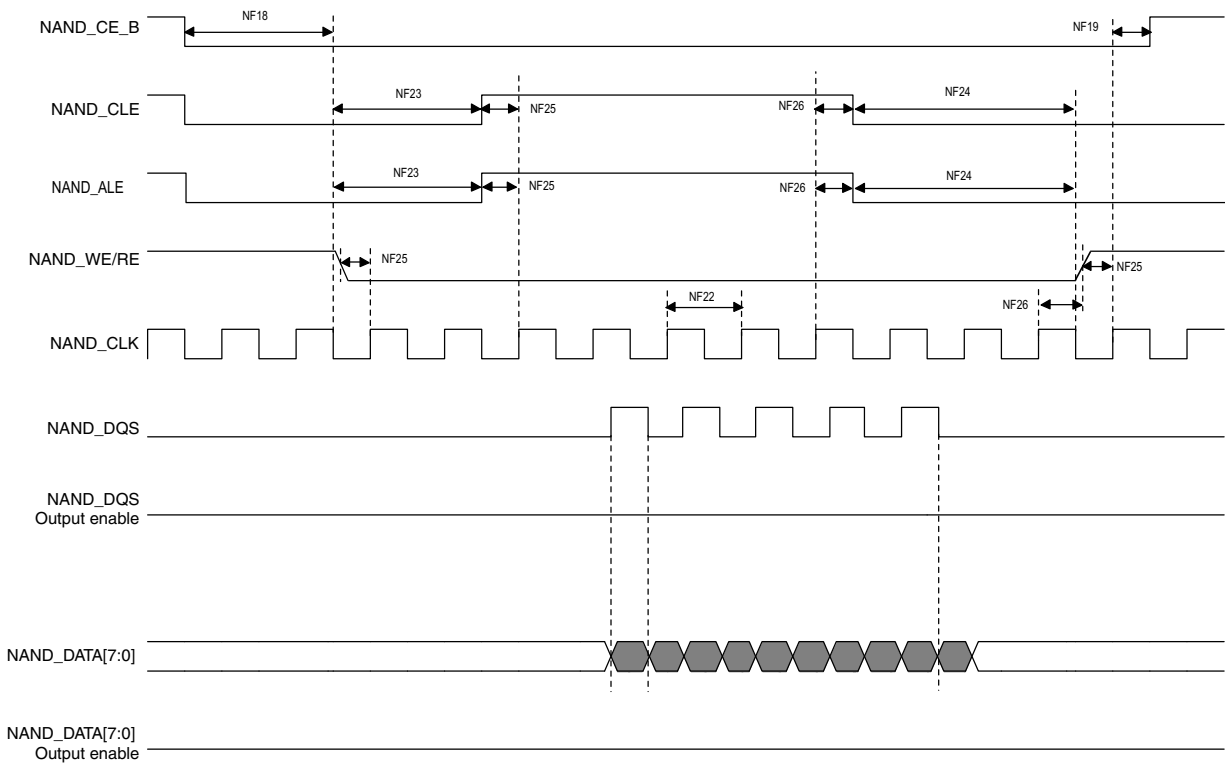 NAND_CE_B
NF18
NF19
NAND_CLE
NF23
NF25
NF26
NF24
NAND_ALE
NF23
NF25
NF26
NF24
NAND_WE/RE
NF25
NF25
NF22
NF26
NAND_CLK
NAND_DQS
NAND_DQS
Output enable
NAND_DATA[7:0]
NAND_DATA[7:0]
Output enable